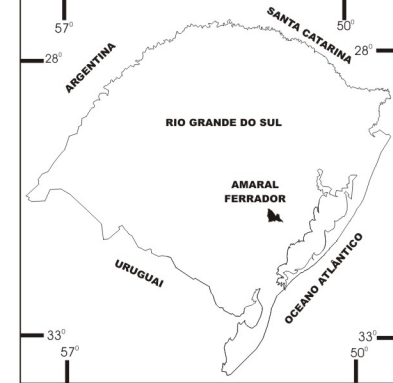 57°
50°
SANTA CATARINA
28°
28°
ARGENTINA
RIO GRANDE DO SUL
AMARAL
FERRADOR
URUGUAI
OCEANO ATLÂNTICO
33°
33°
57°
50°